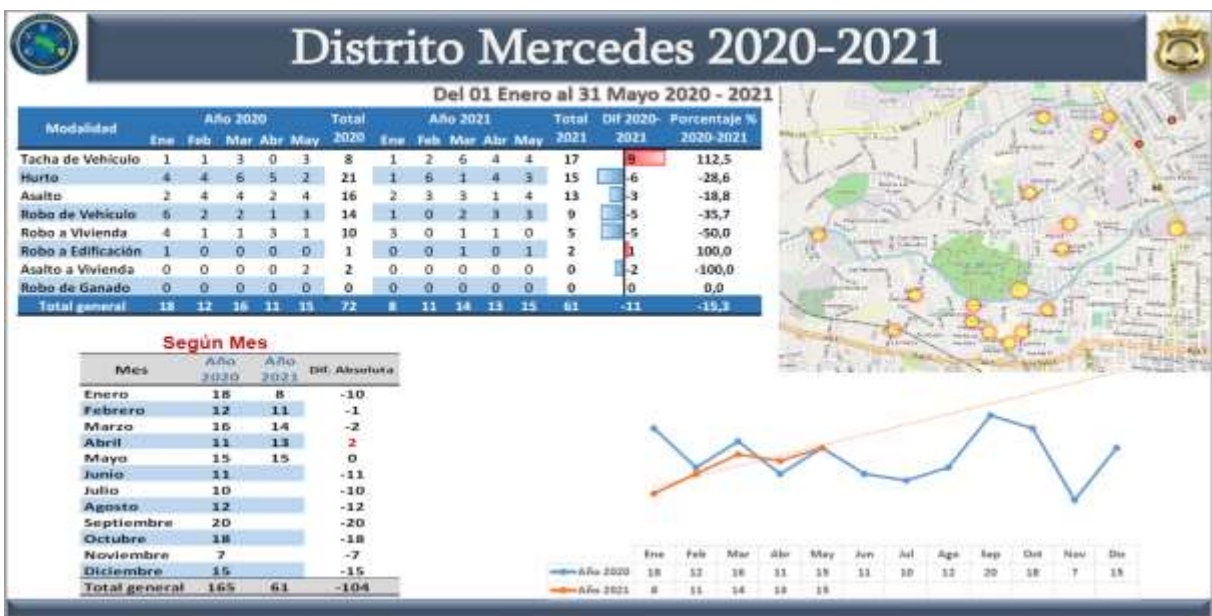 Distrito Mercedes 2020-2021
Del 01 Enero al 31 Mayo 2020 - 2021
Modalidad Año 2020 Total 2020 Año 2021 Total 2021 Dif 2020-2021 Porcentaje % 2020-2021
Ene Feb Mar Abr May Ene Feb Mar Abr May
Tacha de Vehículo 1 1 3 0 3 8 1 2 6 4 4 17 9 112,5
Hurto 4 4 6 5 2 21 1 6 1 4 3 15 -6 -28,6
Asalto 2 4 4 2 4 16 2 3 3 1 4 13 -3 -18,8
Robo de Vehículo 6 2 2 1 3 14 1 0 2 3 3 9 -5 -35,7
Robo a Vivienda 4 1 1 3 1 10 3 0 1 1 0 5 -5 -50,0
Robo a Edificación 1 0 0 0 0 1 0 0 1 0 1 2 1 100,0
Asalto a Vivienda 0 0 0 0 2 2 0 0 0 0 0 0 -2 -100,0
Robo de Ganado 0 0 0 0 0 0 0 0 0 0 0 0 0 0,0
Total general 18 12 16 11 15 72 8 11 14 13 15 61 -11 -15,3
Según Mes
Mes Año 2020 Año 2021 Dif. Absoluta
Enero 18 8 -10
Febrero 12 11 -1
Marzo 16 14 -2
Abril 11 13 2
Mayo 15 15 0
Junio 11 -11
Julio 10 -10
Agosto 12 -12
Septiembre 20 -20
Octubre 18 -18
Noviembre 7 -7
Diciembre 15 -15
Total general 165 61 -104
Ene Feb Mar Abr May Jun Jul Ago Sep Oct Nov Dic
Año 2020 18 12 16 11 15 11 10 12 20 18 7 15
Año 2021 8 11 14 13 15